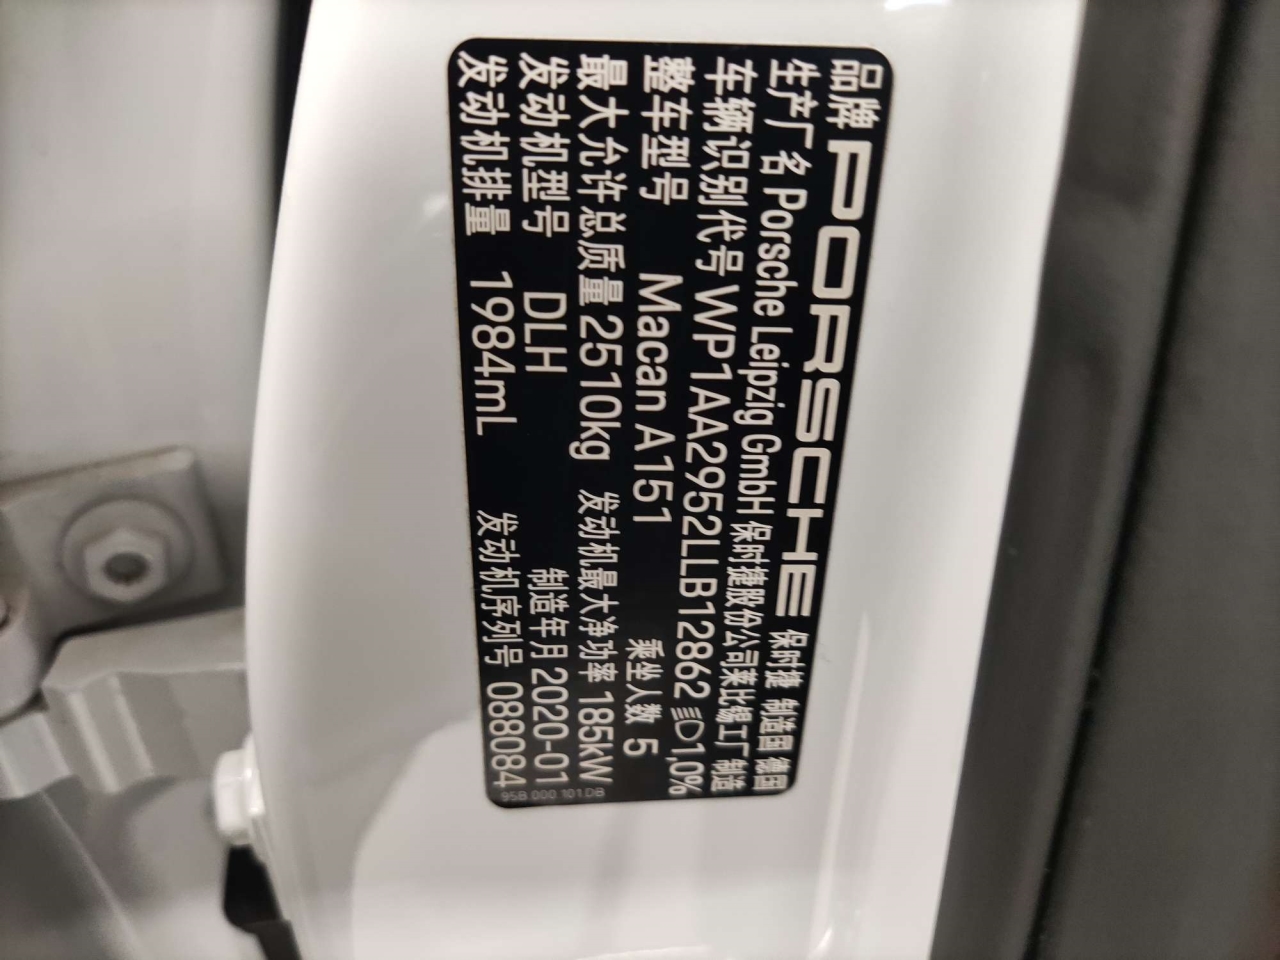 品牌 PORSCHE 保时捷 制造国 德国
生产厂名 Porsche Leipzig GmbH 保时捷股份公司莱比锡工厂制造
车辆识别代号 WP1AA2952LLB12862 1,0%
整车型号 Macan A151 乘坐人数 5
最大允许总质量 2510kg 发动机最大净功率 185kW
发动机型号 DLH 制造年月 2020-01
发动机排量 1984mL 发动机序列号 088084
95B 000 101 DB